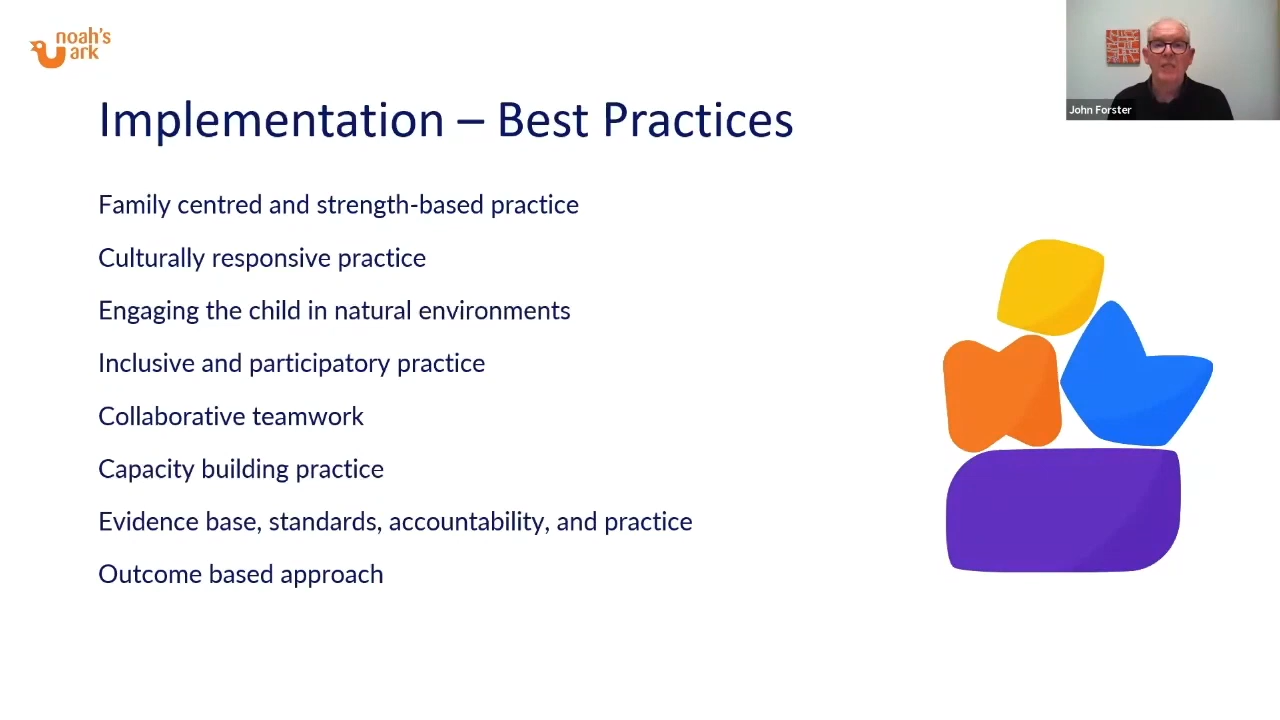 noah's
ark
John Forster
Implementation – Best Practices
Family centred and strength-based practice
Culturally responsive practice
Engaging the child in natural environments
Inclusive and participatory practice
Collaborative teamwork
Capacity building practice
Evidence base, standards, accountability, and practice
Outcome based approach